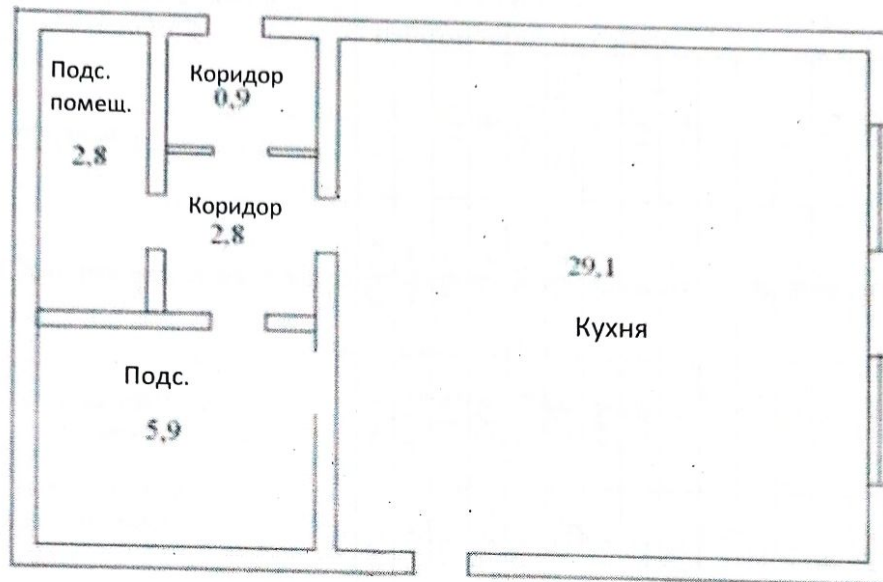 Подс.
помещ.
2,8
Коридор
0,9
Коридор
2,8
29,1
Кухня
Подс.
5,9